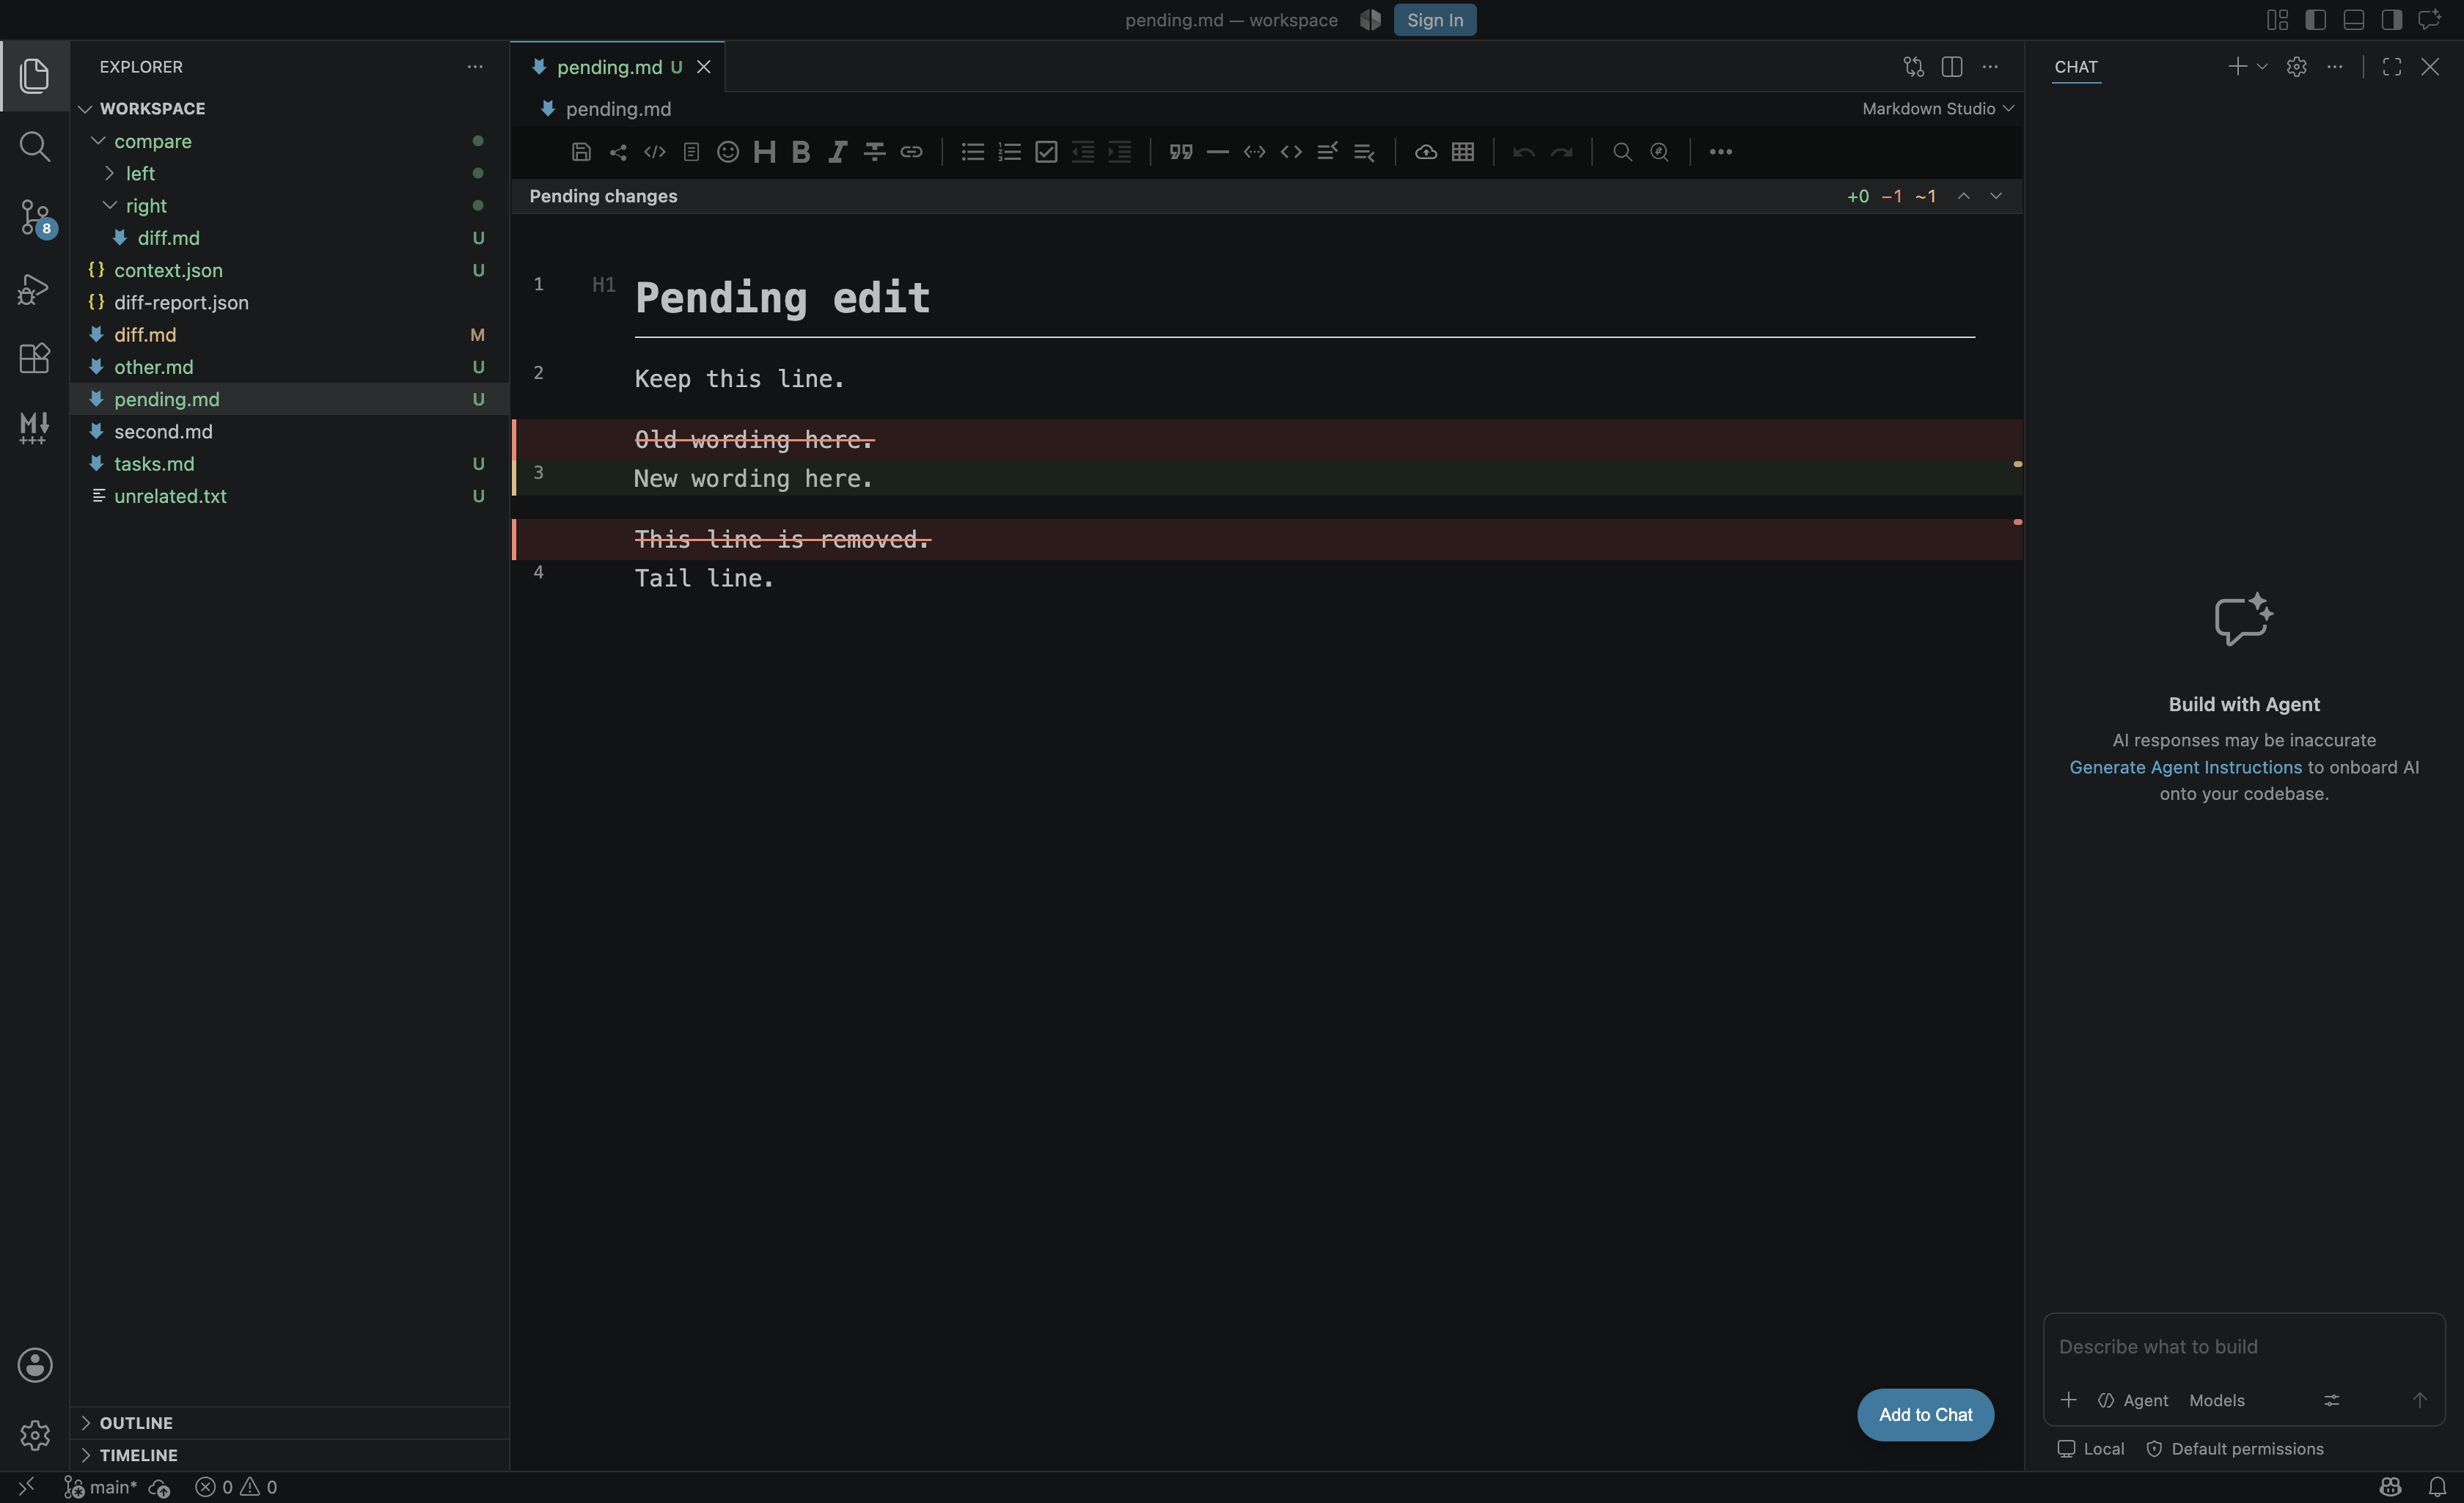 pending.md — workspace
Sign In
EXPLORER
WORKSPACE
compare
left
right
diff.md U
context.json U
diff-report.json
diff.md M
other.md U
pending.md U
second.md
tasks.md U
unrelated.txt U
OUTLINE
TIMELINE
8
pending.md U
pending.md
Markdown Studio
Pending changes
+0 −1 ~1
1 H1 Pending edit
2 Keep this line.
Old wording here.
3 New wording here.
This line is removed.
4 Tail line.
Add to Chat
CHAT
Build with Agent
AI responses may be inaccurate
Generate Agent Instructions to onboard AI
onto your codebase.
Describe what to build
Agent Models
Local Default permissions
main* 0 0